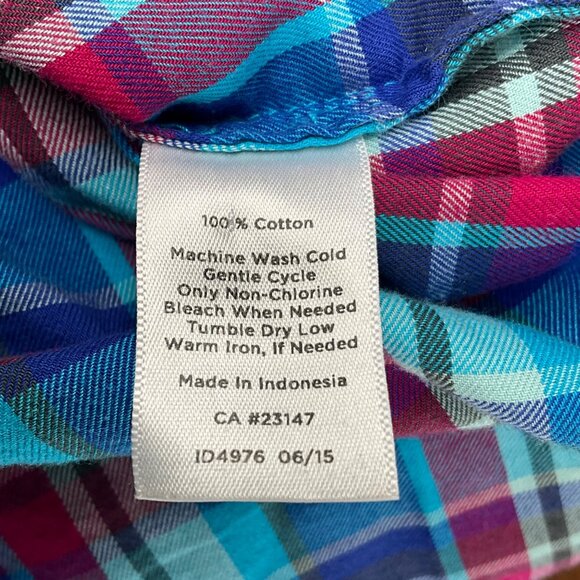 100 % Cotton
Machine Wash Cold
Gentle Cycle
Only Non-Chlorine
Bleach When Needed
Tumble Dry Low
Warm Iron, If Needed
Made In Indonesia
CA #23147
ID4976 06/15